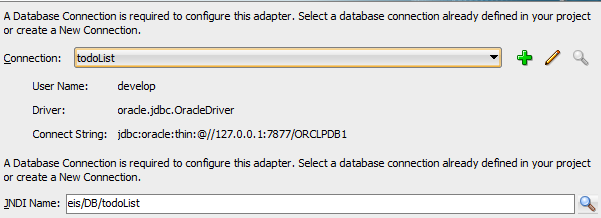 A Database Connection is required to configure this adapter. Select a database connection already defined in your project
or create a New Connection.
Connection: todoList
User Name: develop
Driver: oracle.jdbc.OracleDriver
Connect String: jdbc:oracle:thin:@//127.0.0.1:7877/ORCLPDB1
A Database Connection is required to configure this adapter. Select a database connection already defined in your project
or create a New Connection.
JNDI Name: eis/DB/todoList